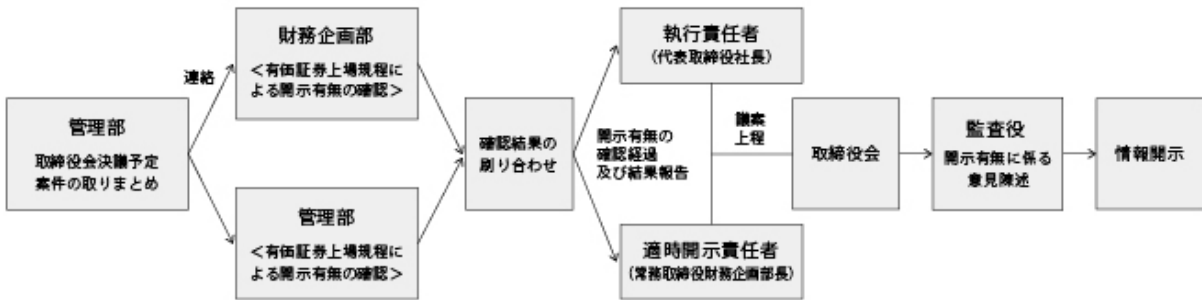 管理部
取締役会決議予定
案件の取りまとめ
連絡
財務企画部
＜有価証券上場規程に
よる開示有無の確認＞
管理部
＜有価証券上場規程に
よる開示有無の確認＞
確認結果の
刷り合わせ
開示有無の
確認経過
及び結果報告
執行責任者
（代表取締役社長）
適時開示責任者
（常務取締役財務企画部長）
議案
上程
取締役会
監査役
開示有無に係る
意見陳述
情報開示